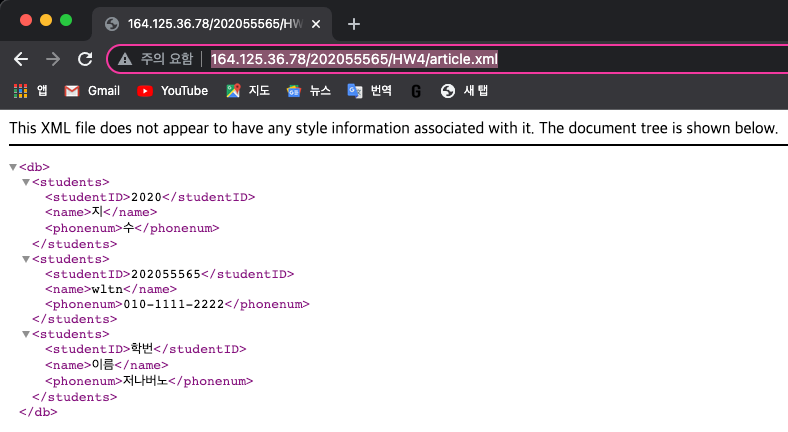 164.125.36.78/202055565/HW
주의 요함 164.125.36.78/202055565/HW4/article.xml
앱 Gmail YouTube 지도 뉴스 번역 G 새 탭
This XML file does not appear to have any style information associated with it. The document tree is shown below.
▼<db>
▼<students>
<studentID>2020</studentID>
<name>지</name>
<phonenum>수</phonenum>
</students>
▼<students>
<studentID>202055565</studentID>
<name>wltn</name>
<phonenum>010-1111-2222</phonenum>
</students>
▼<students>
<studentID>학번</studentID>
<name>이름</name>
<phonenum>저나버노</phonenum>
</students>
</db>